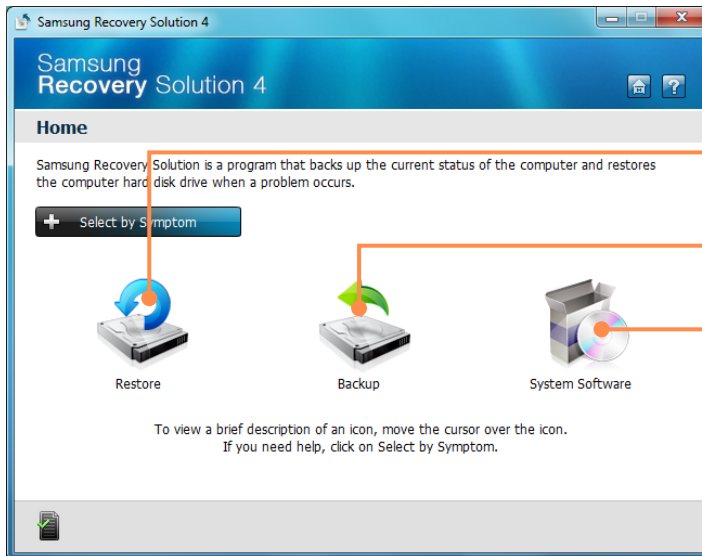 Samsung Recovery Solution 4
Samsung
Recovery Solution 4
Home
Samsung Recovery Solution is a program that backs up the current status of the computer and restores
the computer hard disk drive when a problem occurs.
Select by Symptom
Restore
Backup
System Software
To view a brief description of an icon, move the cursor over the icon.
If you need help, click on Select by Symptom.